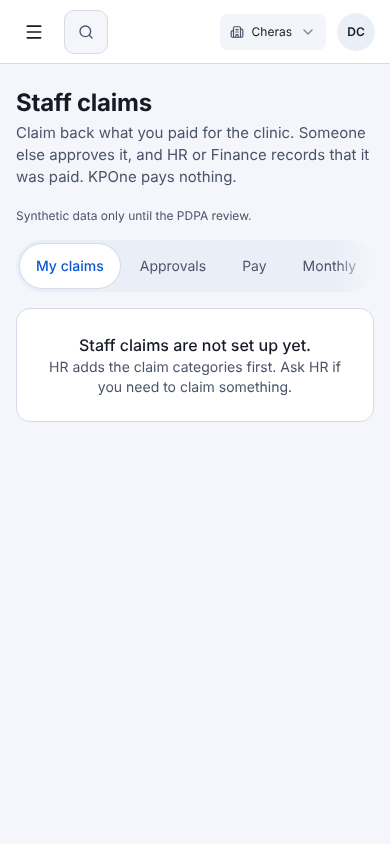 Cheras
DC
Staff claims
Claim back what you paid for the clinic. Someone
else approves it, and HR or Finance records that it
was paid. KPOne pays nothing.
Synthetic data only until the PDPA review.
My claims
Approvals
Pay
Monthly
Staff claims are not set up yet.
HR adds the claim categories first. Ask HR if
you need to claim something.